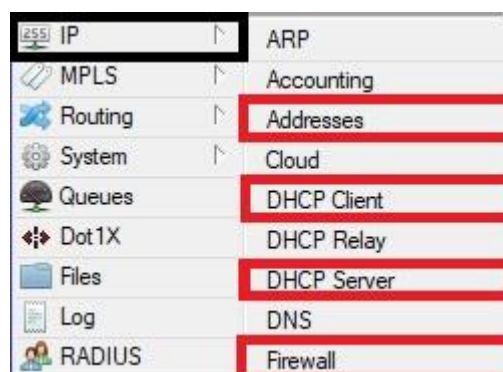 255 IP
MPLS
Routing
System
Queues
Dot1X
Files
Log
RADIUS
ARP
Accounting
Addresses
Cloud
DHCP Client
DHCP Relay
DHCP Server
DNS
Firewall